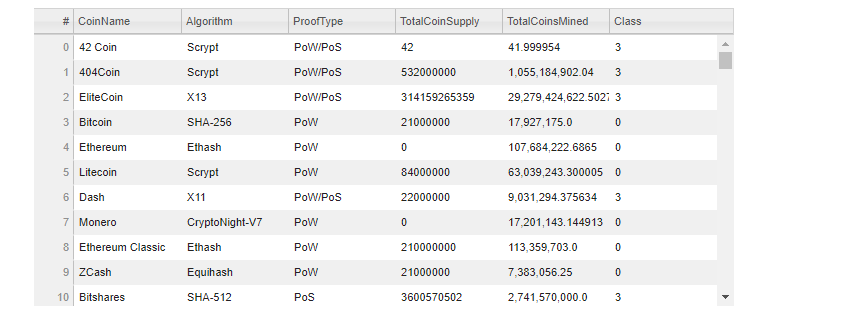 # CoinName Algorithm ProofType TotalCoinSupply TotalCoinsMined Class
0 42 Coin Scrypt PoW/PoS 42 41.999954 3
1 404Coin Scrypt PoW/PoS 532000000 1,055,184,902.04 3
2 EliteCoin X13 PoW/PoS 314159265359 29,279,424,622.5027 3
3 Bitcoin SHA-256 PoW 21000000 17,927,175.0 0
4 Ethereum Ethash PoW 0 107,684,222.6865 0
5 Litecoin Scrypt PoW 84000000 63,039,243.300005 0
6 Dash X11 PoW/PoS 22000000 9,031,294.375634 3
7 Monero CryptoNight-V7 PoW 0 17,201,143.144913 0
8 Ethereum Classic Ethash PoW 210000000 113,359,703.0 0
9 ZCash Equihash PoW 21000000 7,383,056.25 0
10 Bitshares SHA-512 PoS 3600570502 2,741,570,000.0 3